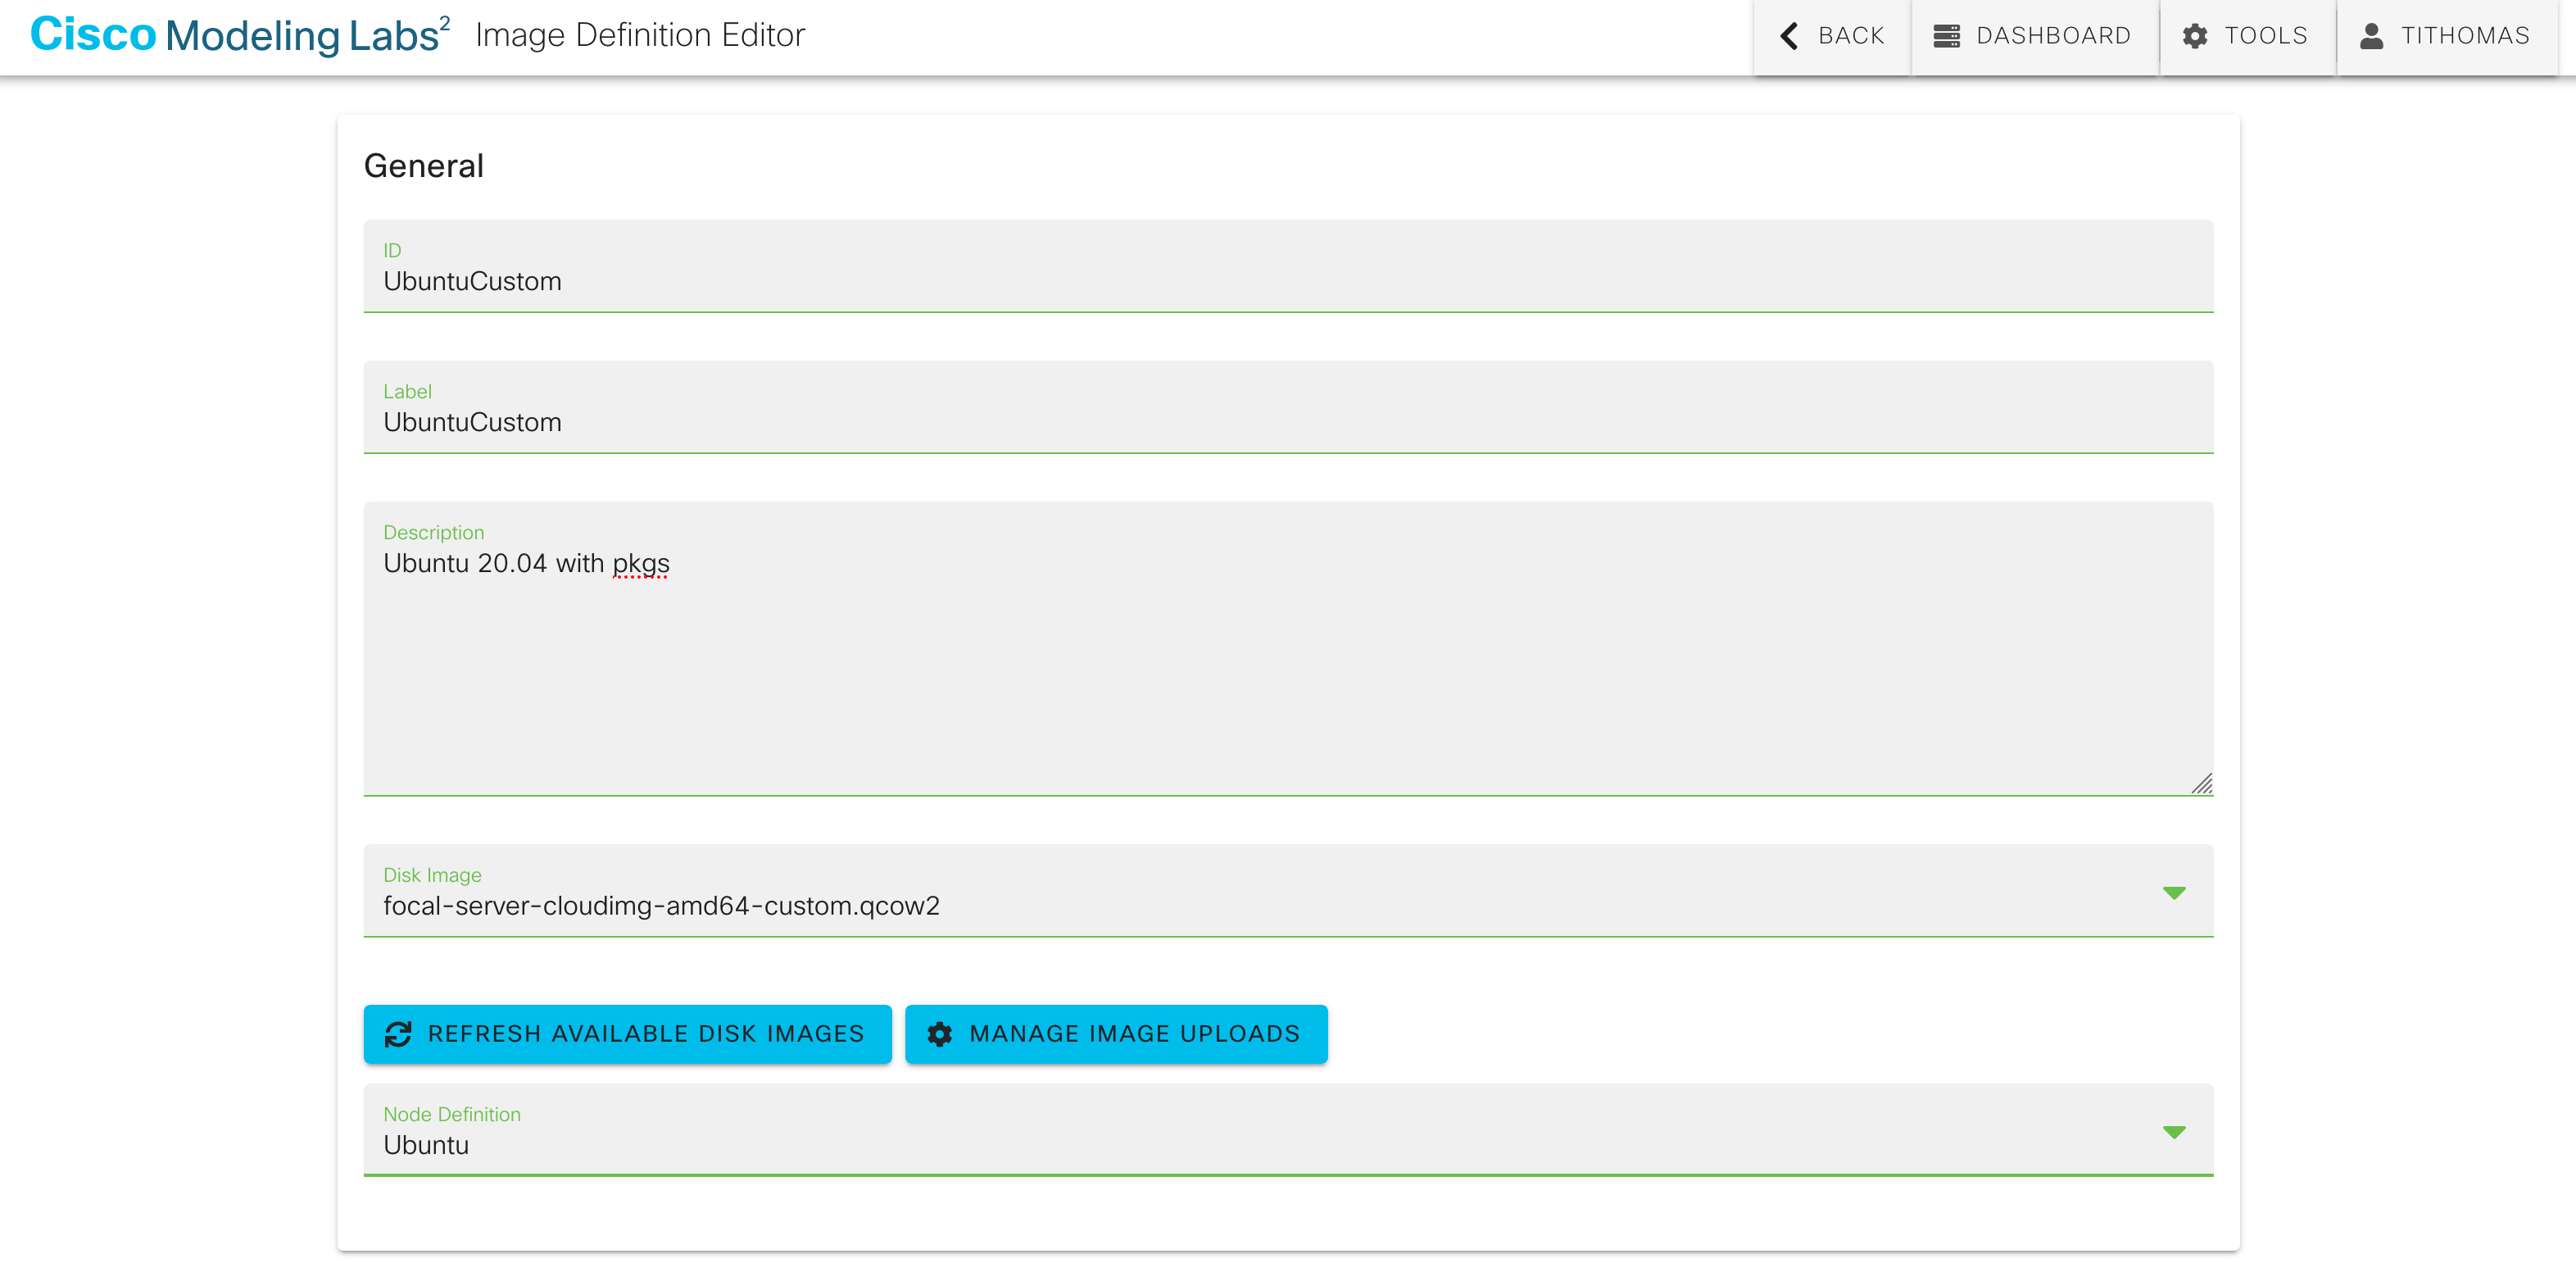 Cisco Modeling Labs² Image Definition Editor BACK DASHBOARD TOOLS TITHOMAS
General
ID
UbuntuCustom
Label
UbuntuCustom
Description
Ubuntu 20.04 with pkgs
Disk Image
focal-server-cloudimg-amd64-custom.qcow2
REFRESH AVAILABLE DISK IMAGES MANAGE IMAGE UPLOADS
Node Definition
Ubuntu